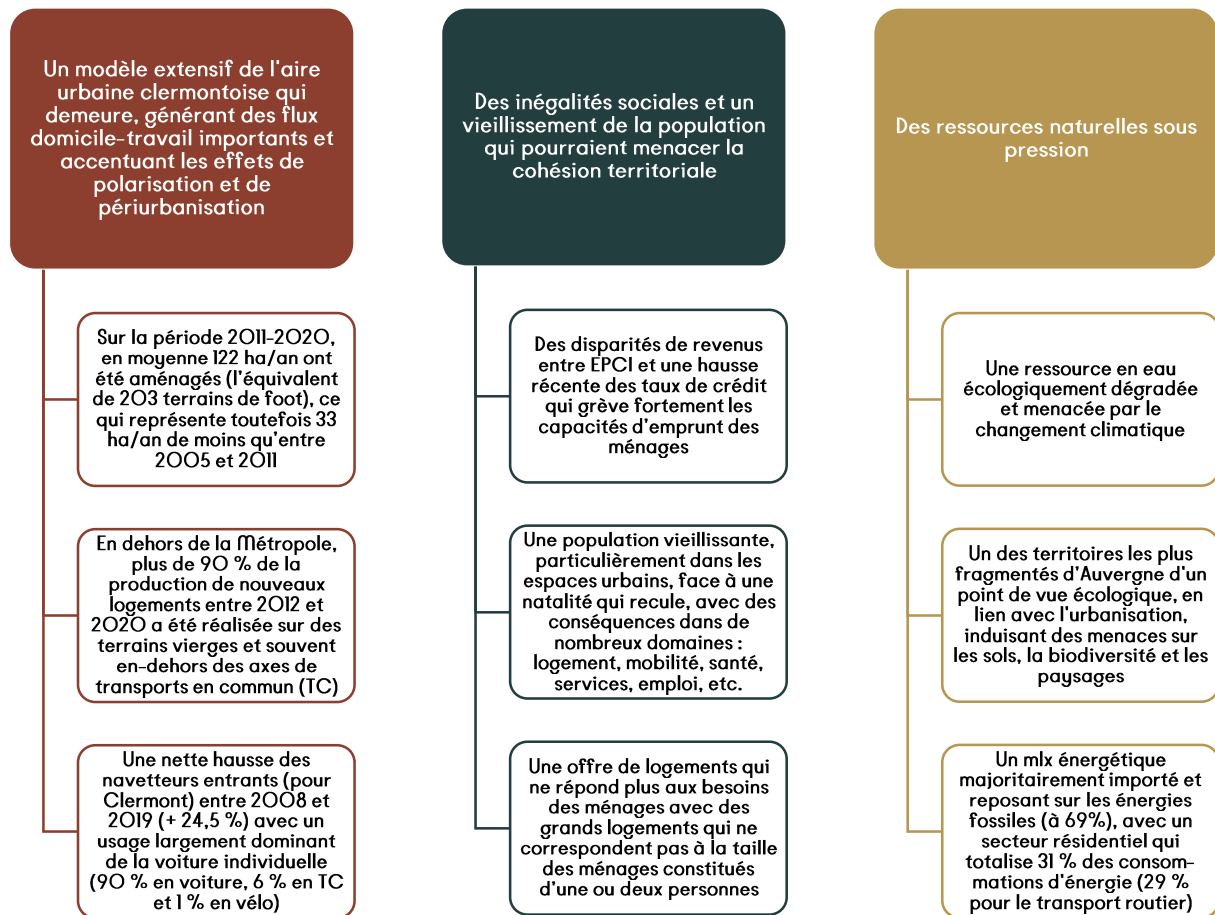 Un modèle extensif de l'aire
urbaine clermontoise qui
demeure, générant des flux
domicile-travail importants et
accentuant les effets de
polarisation et de
périurbanisation
Sur la période 2011-2020,
en moyenne 122 ha/an ont
été aménagés (l'équivalent
de 203 terrains de foot), ce
qui représente toutefois 33
ha/an de moins qu'entre
2005 et 2011
En dehors de la Métropole,
plus de 90 % de la
production de nouveaux
logements entre 2012 et
2020 a été réalisée sur des
terrains vierges et souvent
en-dehors des axes de
transports en commun (TC)
Une nette hausse des
navetteurs entrants (pour
Clermont) entre 2008 et
2019 (+ 24,5 %) avec un
usage largement dominant
de la voiture individuelle
(90 % en voiture, 6 % en TC
et 1 % en vélo)
Des inégalités sociales et un
vieillissement de la population
qui pourraient menacer la
cohésion territoriale
Des disparités de revenus
entre EPCI et une hausse
récente des taux de crédit
qui grève fortement les
capacités d'emprunt des
ménages
Une population vieillissante,
particulièrement dans les
espaces urbains, face à une
natalité qui recule, avec des
conséquences dans de
nombreux domaines :
logement, mobilité, santé,
services, emploi, etc.
Une offre de logements qui
ne répond plus aux besoins
des ménages avec des
grands logements qui ne
correspondent pas à la taille
des ménages constitués
d'une ou deux personnes
Des ressources naturelles sous
pression
Une ressource en eau
écologiquement dégradée
et menacée par le
changement climatique
Un des territoires les plus
fragmentés d'Auvergne d'un
point de vue écologique, en
lien avec l'urbanisation,
induisant des menaces sur
les sols, la biodiversité et les
paysages
Un mIx énergétique
majoritairement importé et
reposant sur les énergies
fossiles (à 69%), avec un
secteur résidentiel qui
totalise 31 % des consom-
mations d'énergie (29 %
pour le transport routier)